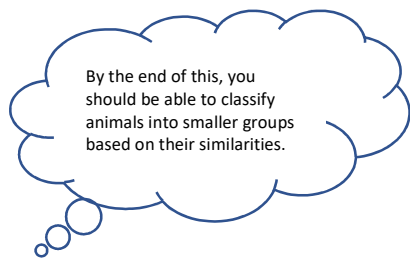 By the end of this, you
should be able to classify
animals into smaller groups
based on their similarities.